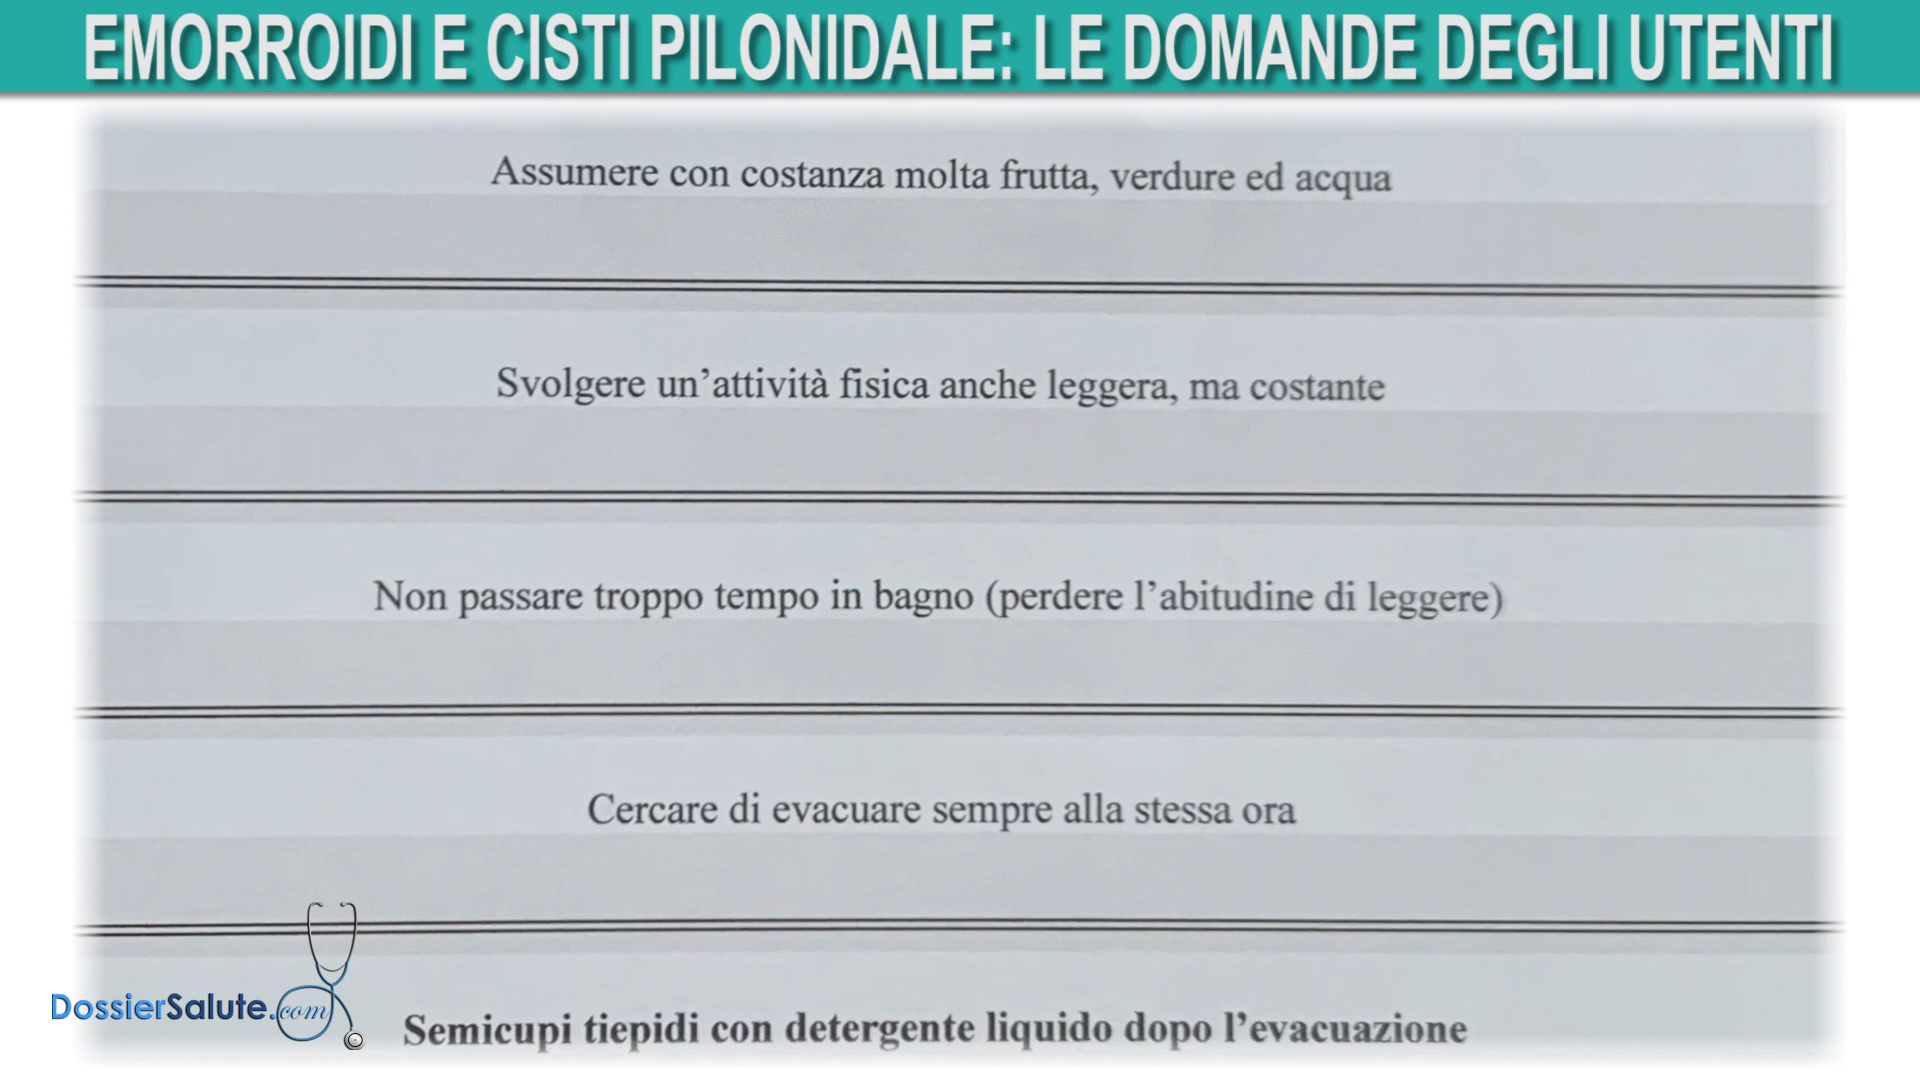 EMORROIDI E CISTI PILONIDALE: LE DOMANDE DEGLI UTENTI
Assumere con costanza molta frutta, verdure ed acqua
Svolgere un’attività fisica anche leggera, ma costante
Non passare troppo tempo in bagno (perdere l’abitudine di leggere)
Cercare di evacuare sempre alla stessa ora
DossierSalute.com
Semicupi tiepidi con detergente liquido dopo l’evacuazione